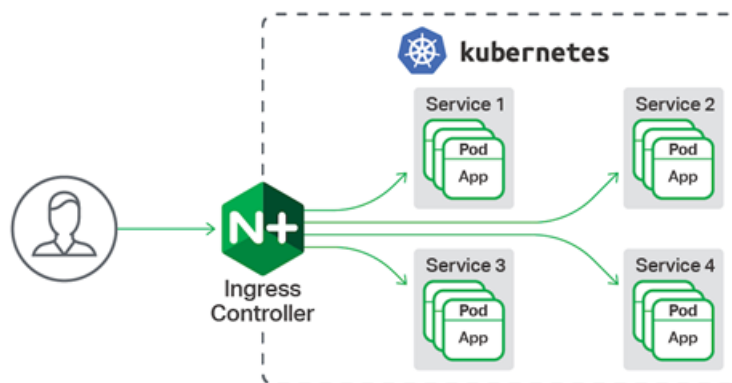 kubernetes
Service 1
Pod
App
Service 2
Pod
App
N+
Ingress
Controller
Service 3
Pod
App
Service 4
Pod
App